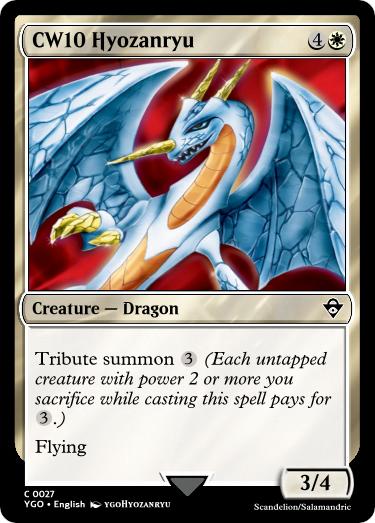 CW10 Hyozanryu 4
Creature — Dragon
Tribute summon 3 (Each untapped
creature with power 2 or more you
sacrifice while casting this spell pays for
3.)
Flying
3/4
C 0027
YGO • English YGOHYOZANRYU
Scandelion/Salamandric